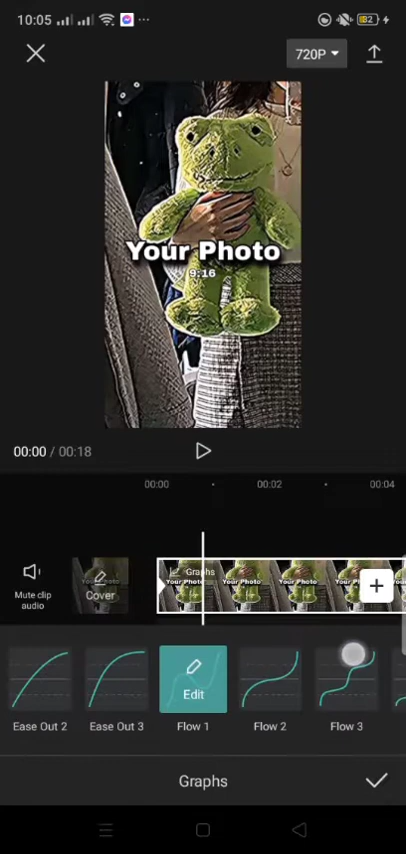 10:05
82
720P
Your Photo
9:16
00:00 / 00:18
00:00
00:02
00:04
Graphs
Your Photo Your Photo Your Photo
Mute clip
audio
Cover
Edit
Ease Out 2
Ease Out 3
Flow 1
Flow 2
Flow 3
Graphs